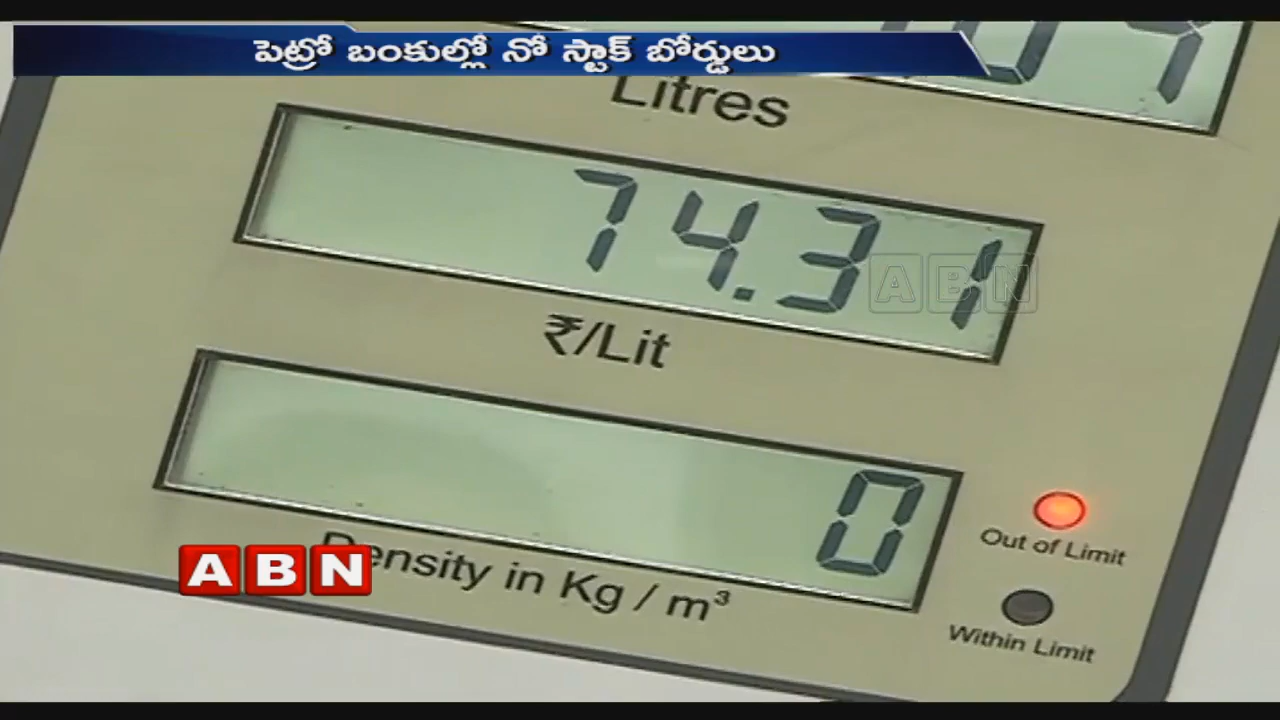 పెట్రో బంకుల్లో నో స్టాక్ బోర్డులు
Litres
74.31
ABN
₹/Lit
0
Out of Limit
ABN
Density in Kg / m³
Within Limit